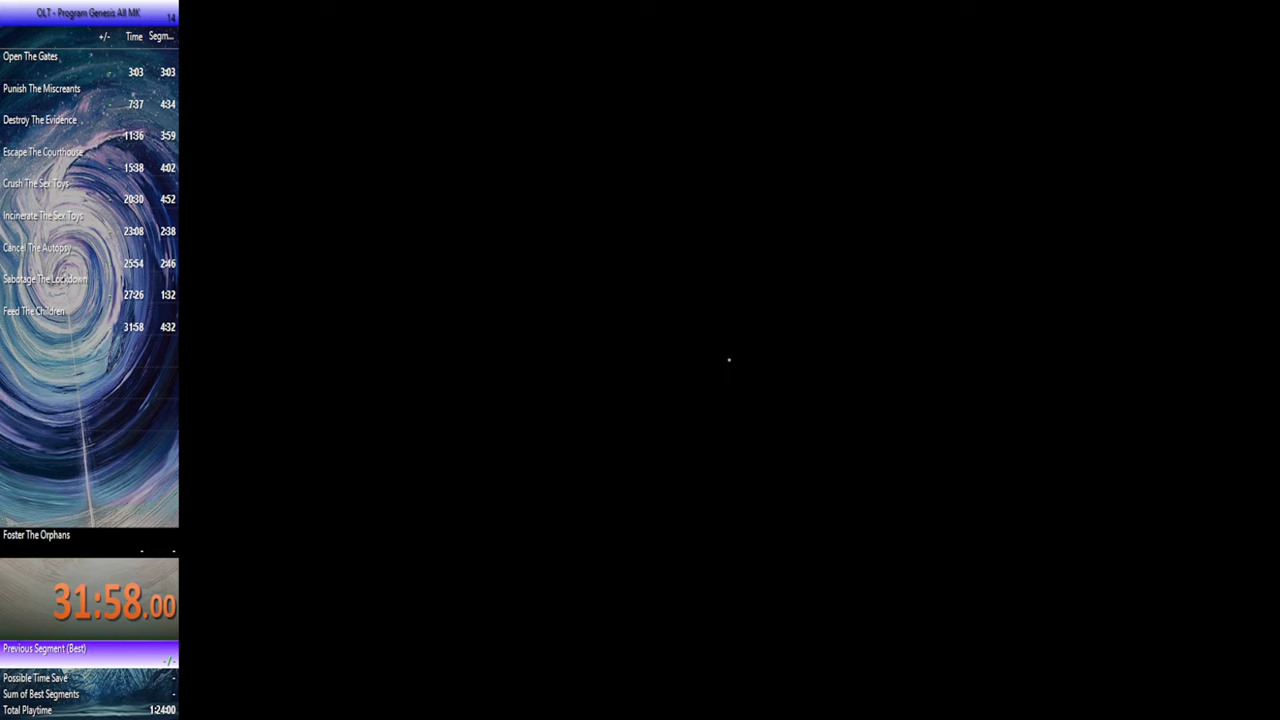 OLT - Program Genesis All MK
14
+/- Time Segm...
Open The Gates
- 3:03 3:03
Punish The Miscreants
- 7:37 4:34
Destroy The Evidence
- 11:36 3:59
Escape The Courthouse
- 15:38 4:02
Crush The Sex Toys
- 20:30 4:52
Incinerate The Sex Toys
- 23:08 2:38
Cancel The Autopsy
- 25:54 2:46
Sabotage The Lockdown
- 27:26 1:32
Feed The Children
- 31:58 4:32
Foster The Orphans
- -
31:58.00
Previous Segment (Best)
- / -
Possible Time Save -
Sum of Best Segments -
Total Playtime 1:24:00